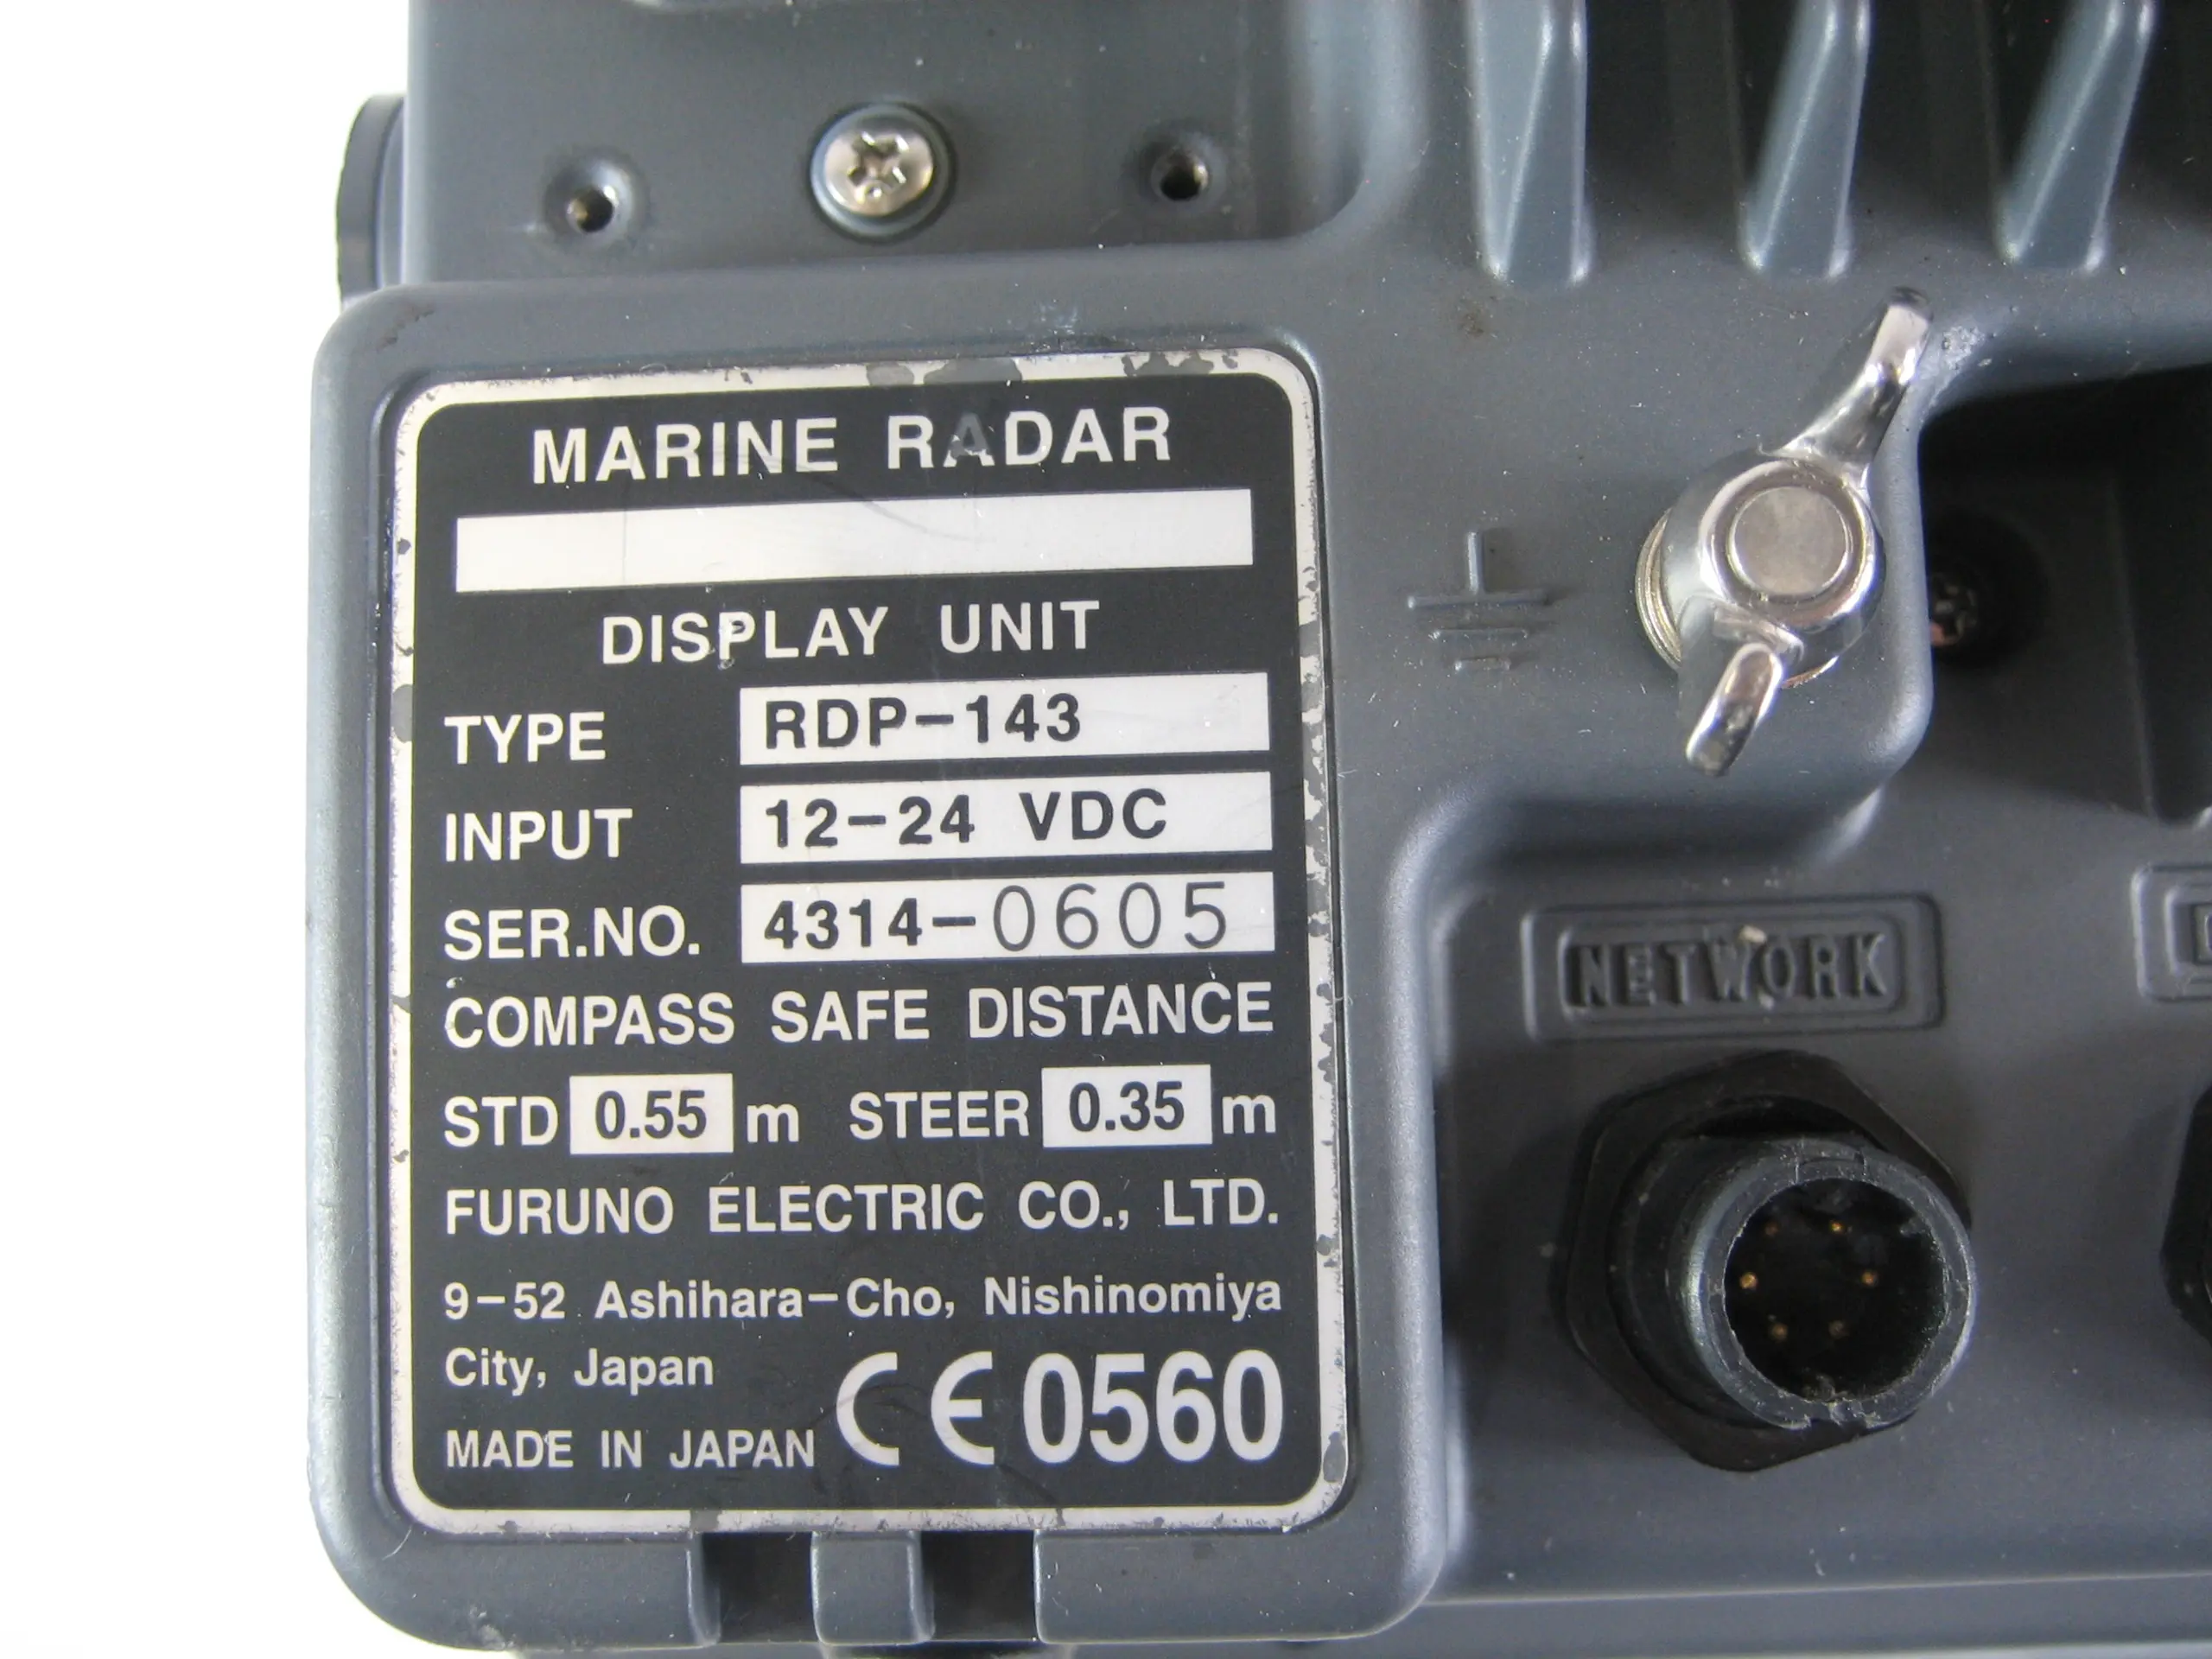 MARINE RADAR
DISPLAY UNIT
TYPE RDP-143
INPUT 12-24 VDC
SER.NO. 4314-0605
COMPASS SAFE DISTANCE
STD 0.55 m STEER 0.35 m
FURUNO ELECTRIC CO., LTD.
9-52 Ashihara-Cho, Nishinomiya
City, Japan
MADE IN JAPAN CE0560
NETWORK